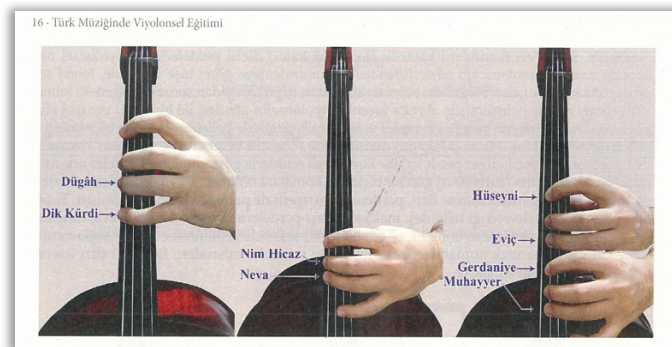 16 · Türk Müziğinde Viyolonsel Eğitimi
Dügâh
Dik Kürdi
Nim Hicaz
Neva
Hüseyni
Eviç
Gerdaniye
Muhayyer